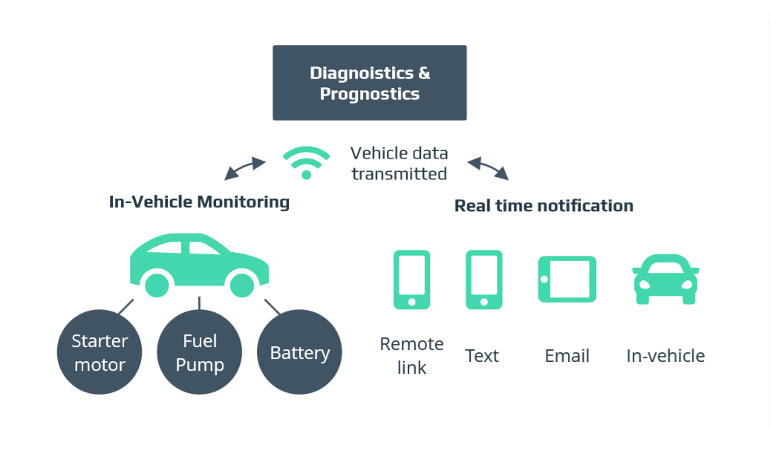 Diagnoistics &
Prognostics
Vehicle data
transmitted
In-Vehicle Monitoring
Real time notification
Starter
motor
Fuel
Pump
Battery
Remote
link
Text
Email
In-vehicle